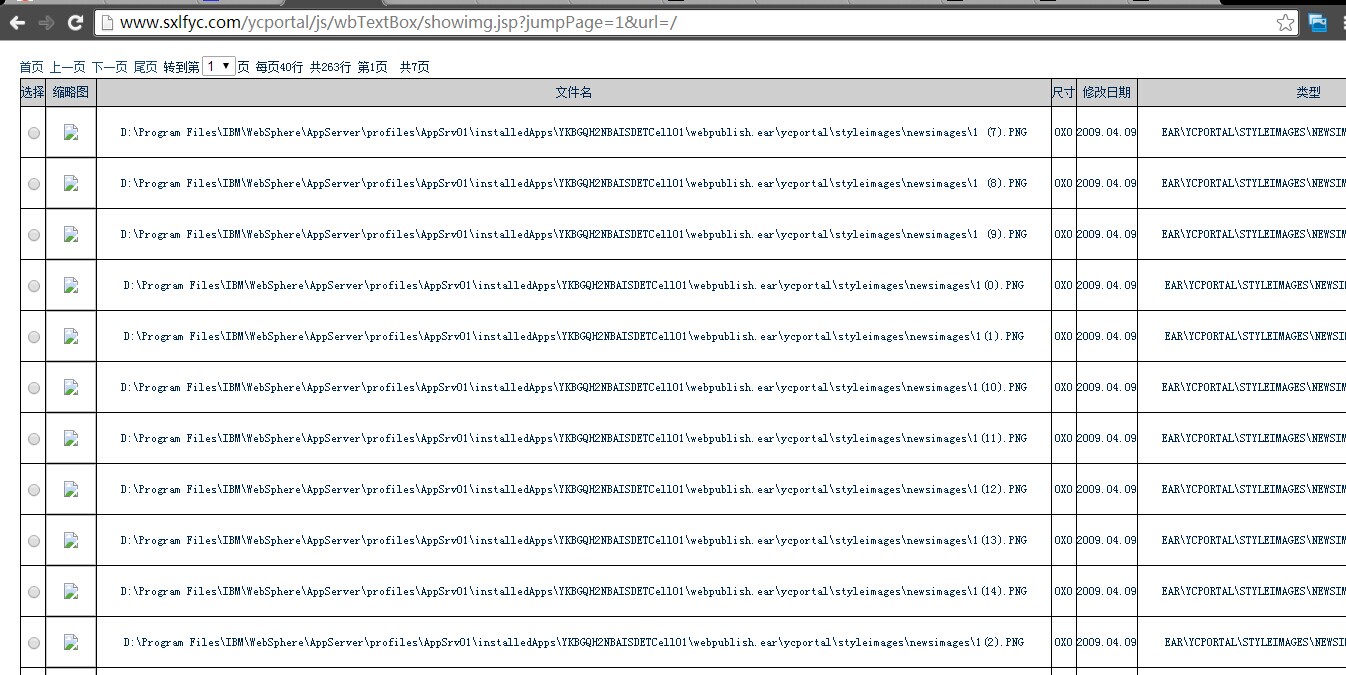 www.sxlfyc.com/ycportal/js/wbTextBox/showimg.jsp?jumpPage=1&url=/
首页 上一页 下一页 尾页 转到第 1 页 每页40行 共263行 第1页 共7页
选择 缩略图 文件名 尺寸 修改日期 类型
D:\Program Files\IBM\WebSphere\AppServer\profiles\AppSrv01\installedApps\YKBGQH2NBAISDETCell01\webpublish.ear\ycportal\styleimages\newsimages\1 (7).PNG 0X0 2009.04.09 EAR\YCPORTAL\STYLEIMAGES\NEWSIM
D:\Program Files\IBM\WebSphere\AppServer\profiles\AppSrv01\installedApps\YKBGQH2NBAISDETCell01\webpublish.ear\ycportal\styleimages\newsimages\1 (8).PNG 0X0 2009.04.09 EAR\YCPORTAL\STYLEIMAGES\NEWSIM
D:\Program Files\IBM\WebSphere\AppServer\profiles\AppSrv01\installedApps\YKBGQH2NBAISDETCell01\webpublish.ear\ycportal\styleimages\newsimages\1 (9).PNG 0X0 2009.04.09 EAR\YCPORTAL\STYLEIMAGES\NEWSIM
D:\Program Files\IBM\WebSphere\AppServer\profiles\AppSrv01\installedApps\YKBGQH2NBAISDETCell01\webpublish.ear\ycportal\styleimages\newsimages\1(0).PNG 0X0 2009.04.09 EAR\YCPORTAL\STYLEIMAGES\NEWSI
D:\Program Files\IBM\WebSphere\AppServer\profiles\AppSrv01\installedApps\YKBGQH2NBAISDETCell01\webpublish.ear\ycportal\styleimages\newsimages\1(1).PNG 0X0 2009.04.09 EAR\YCPORTAL\STYLEIMAGES\NEWSI
D:\Program Files\IBM\WebSphere\AppServer\profiles\AppSrv01\installedApps\YKBGQH2NBAISDETCell01\webpublish.ear\ycportal\styleimages\newsimages\1(10).PNG 0X0 2009.04.09 EAR\YCPORTAL\STYLEIMAGES\NEWSIM
D:\Program Files\IBM\WebSphere\AppServer\profiles\AppSrv01\installedApps\YKBGQH2NBAISDETCell01\webpublish.ear\ycportal\styleimages\newsimages\1(11).PNG 0X0 2009.04.09 EAR\YCPORTAL\STYLEIMAGES\NEWSIM
D:\Program Files\IBM\WebSphere\AppServer\profiles\AppSrv01\installedApps\YKBGQH2NBAISDETCell01\webpublish.ear\ycportal\styleimages\newsimages\1(12).PNG 0X0 2009.04.09 EAR\YCPORTAL\STYLEIMAGES\NEWSIM
D:\Program Files\IBM\WebSphere\AppServer\profiles\AppSrv01\installedApps\YKBGQH2NBAISDETCell01\webpublish.ear\ycportal\styleimages\newsimages\1(13).PNG 0X0 2009.04.09 EAR\YCPORTAL\STYLEIMAGES\NEWSIM
D:\Program Files\IBM\WebSphere\AppServer\profiles\AppSrv01\installedApps\YKBGQH2NBAISDETCell01\webpublish.ear\ycportal\styleimages\newsimages\1(14).PNG 0X0 2009.04.09 EAR\YCPORTAL\STYLEIMAGES\NEWSIM
D:\Program Files\IBM\WebSphere\AppServer\profiles\AppSrv01\installedApps\YKBGQH2NBAISDETCell01\webpublish.ear\ycportal\styleimages\newsimages\1(2).PNG 0X0 2009.04.09 EAR\YCPORTAL\STYLEIMAGES\NEWSI